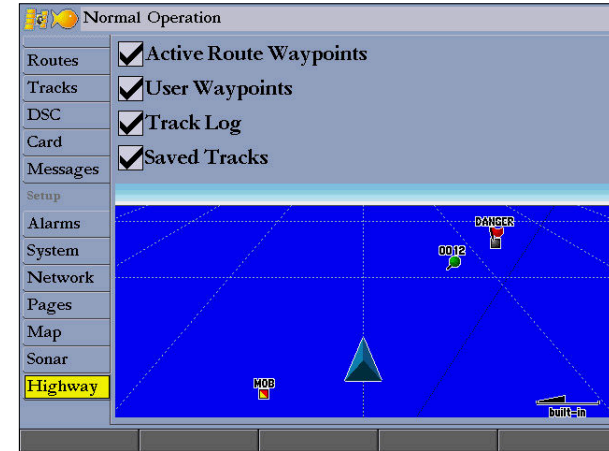 Normal Operation
Routes
Tracks
DSC
Card
Messages
Setup
Alarms
System
Network
Pages
Map
Sonar
Highway
Active Route Waypoints
User Waypoints
Track Log
Saved Tracks
DANGER
0012
MOB
built-in